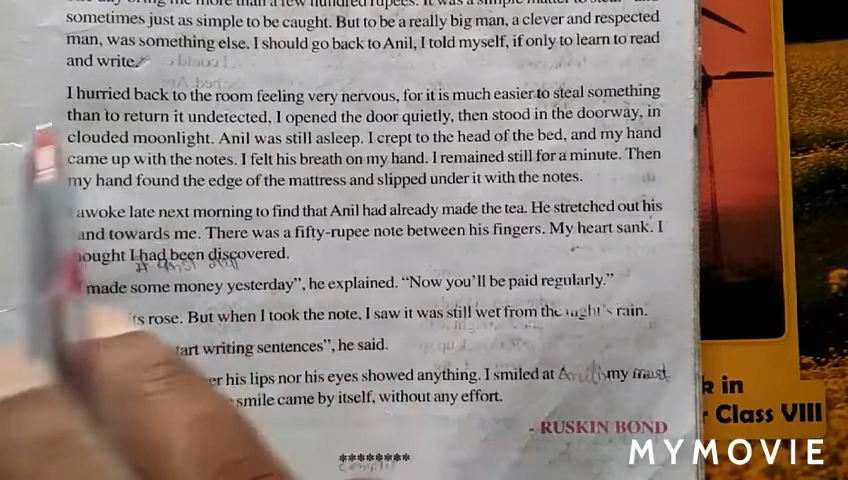 sometimes just as simple to be caught. But to be a really big man, a clever and respected
man, was something else. I should go back to Anil, I told myself, if only to learn to read
and write.
I hurried back to the room feeling very nervous, for it is much easier to steal something
than to return it undetected, I opened the door quietly, then stood in the doorway, in
clouded moonlight. Anil was still asleep. I crept to the head of the bed, and my hand
came up with the notes. I felt his breath on my hand. I remained still for a minute. Then
my hand found the edge of the mattress and slipped under it with the notes.
awoke late next morning to find that Anil had already made the tea. He stretched out his
and towards me. There was a fifty-rupee note between his fingers. My heart sank. I
ought I had been discovered.
made some money yesterday”, he explained. “Now you’ll be paid regularly.”
ts rose. But when I took the note, I saw it was still wet from the night’s rain.
tart writing sentences”, he said.
er his lips nor his eyes showed anything. I smiled at my must
smile came by itself, without any effort.
- RUSKIN BOND
********
k in
Class VIII
MYMOVIE